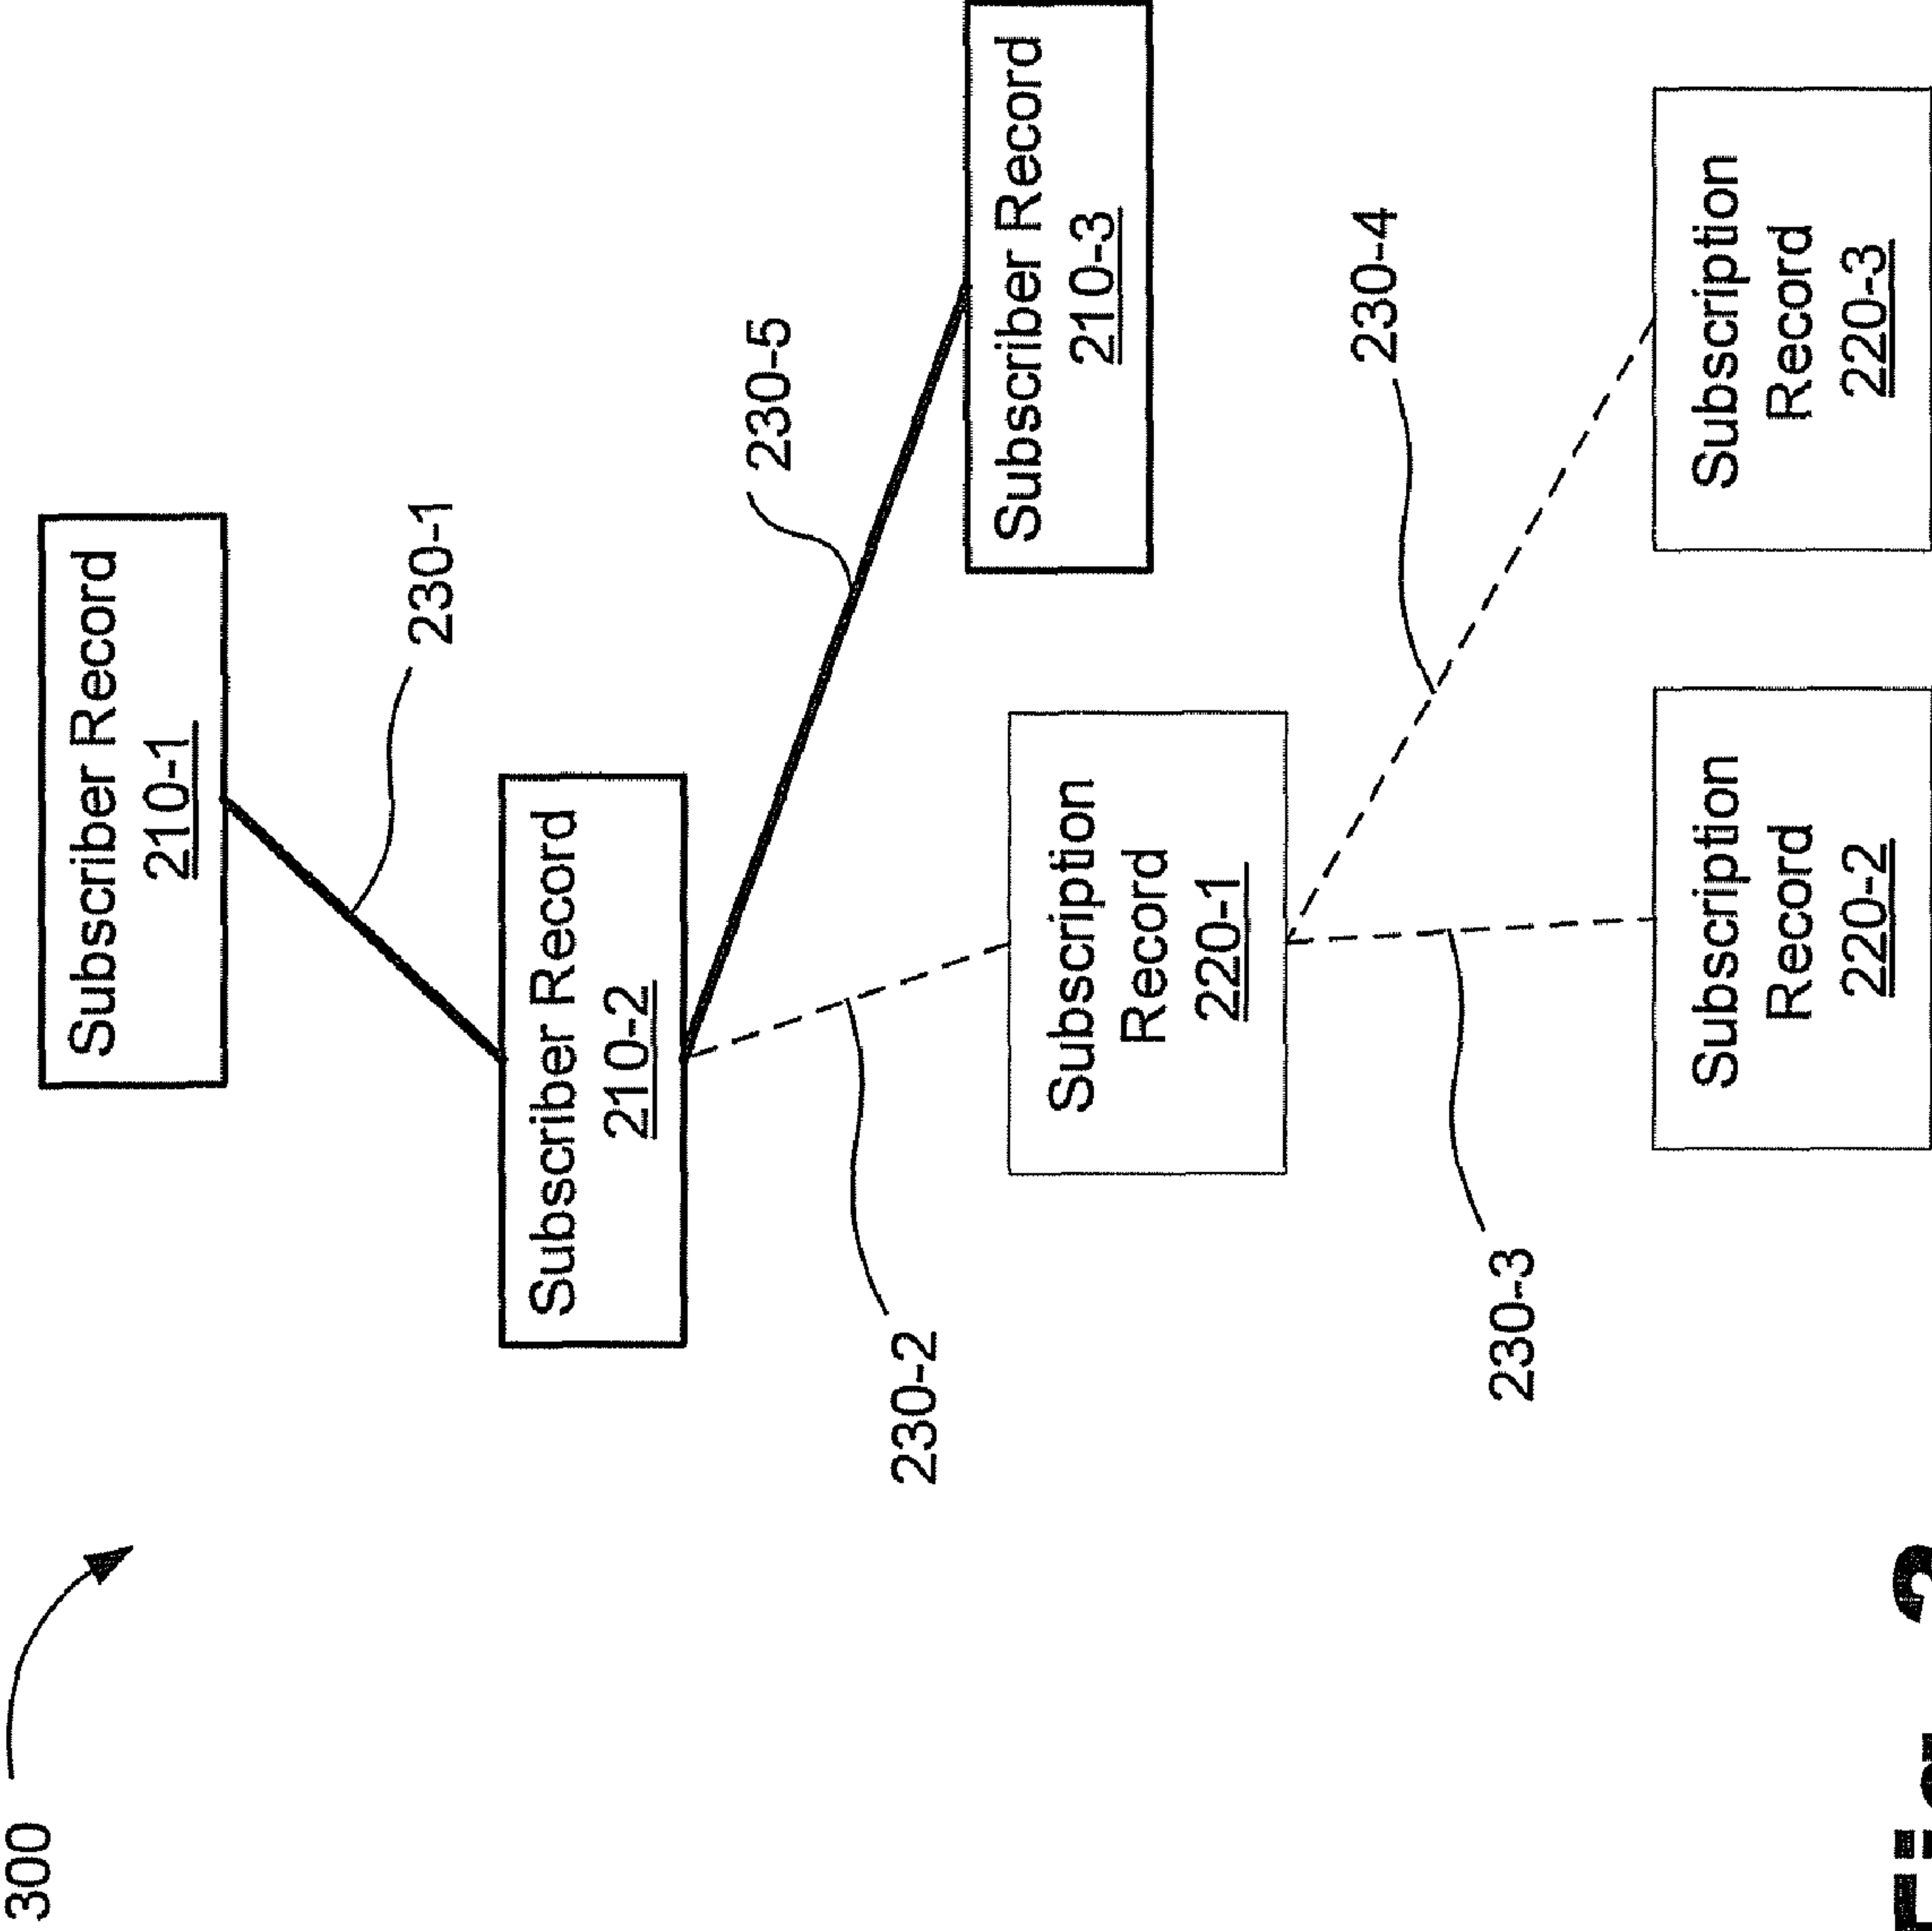 300
Subscriber Record
210-1
230-1
Subscriber Record
210-2
230-5
Subscriber Record
210-3
230-2
Subscription
Record
220-1
230-4
230-3
Subscription
Record
220-2
Subscription
Record
220-3